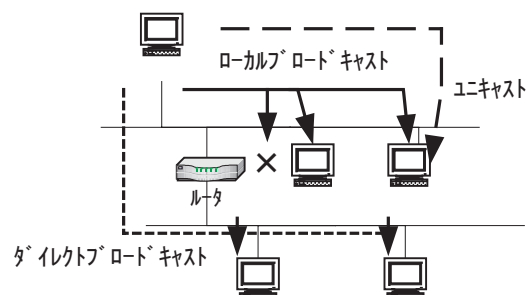 ﾛｰｶﾙﾌﾞﾛｰﾄﾞｷｬｽﾄ
ﾕﾆｷｬｽﾄ
×
ﾙｰﾀ
ﾀﾞｲﾚｸﾄﾌﾞﾛｰﾄﾞｷｬｽﾄ